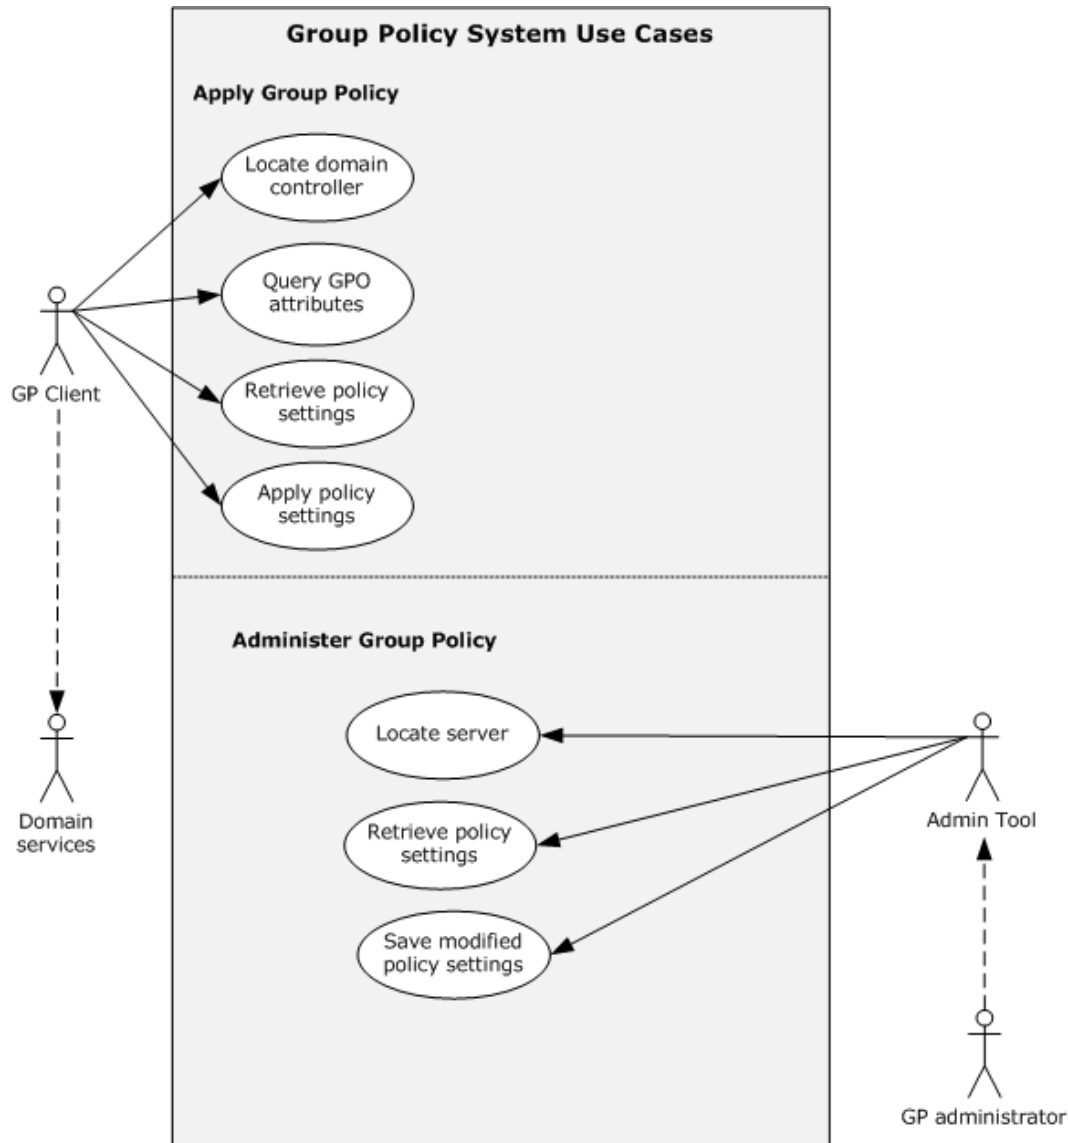 Group Policy System Use Cases
Apply Group Policy
Locate domain
controller
Query GPO
attributes
GP Client
Retrieve policy
settings
Apply policy
settings
Administer Group Policy
Locate server
Domain
services
Admin Tool
Retrieve policy
settings
Save modified
policy settings
GP administrator